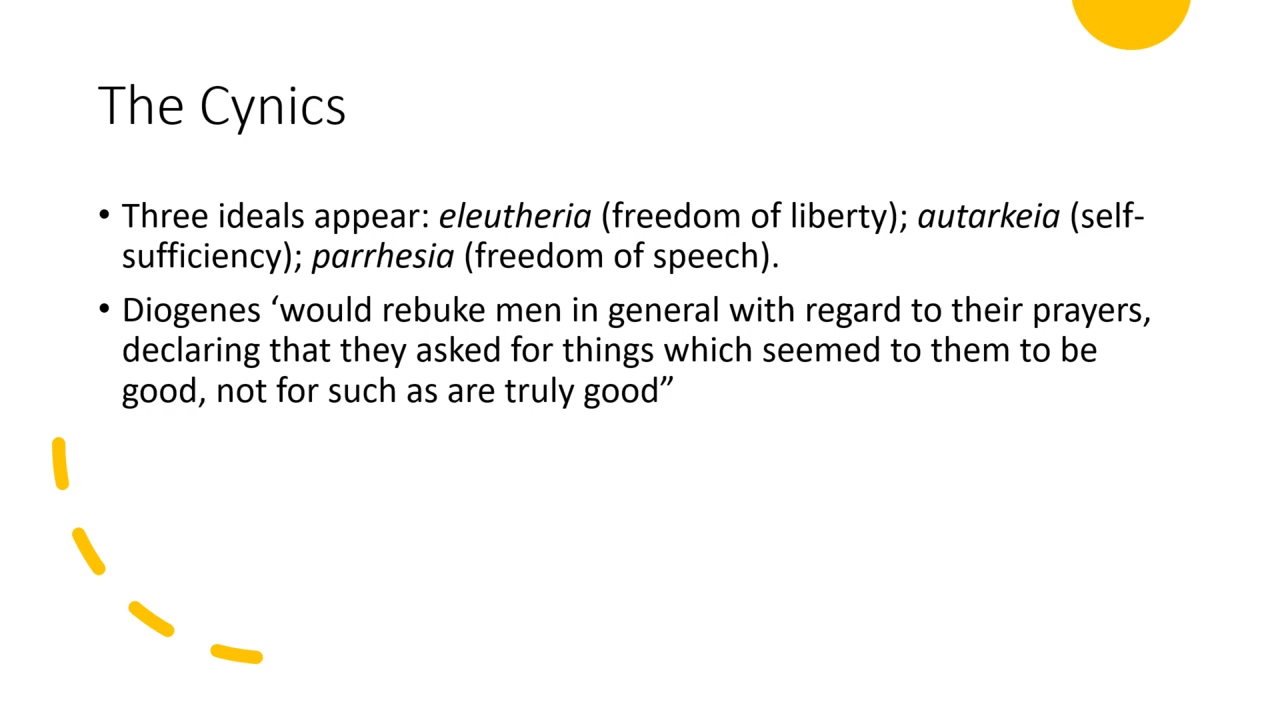 The Cynics
• Three ideals appear: eleutheria (freedom of liberty); autarkeia (self-
sufficiency); parrhesia (freedom of speech).
• Diogenes ‘would rebuke men in general with regard to their prayers,
declaring that they asked for things which seemed to them to be
good, not for such as are truly good”